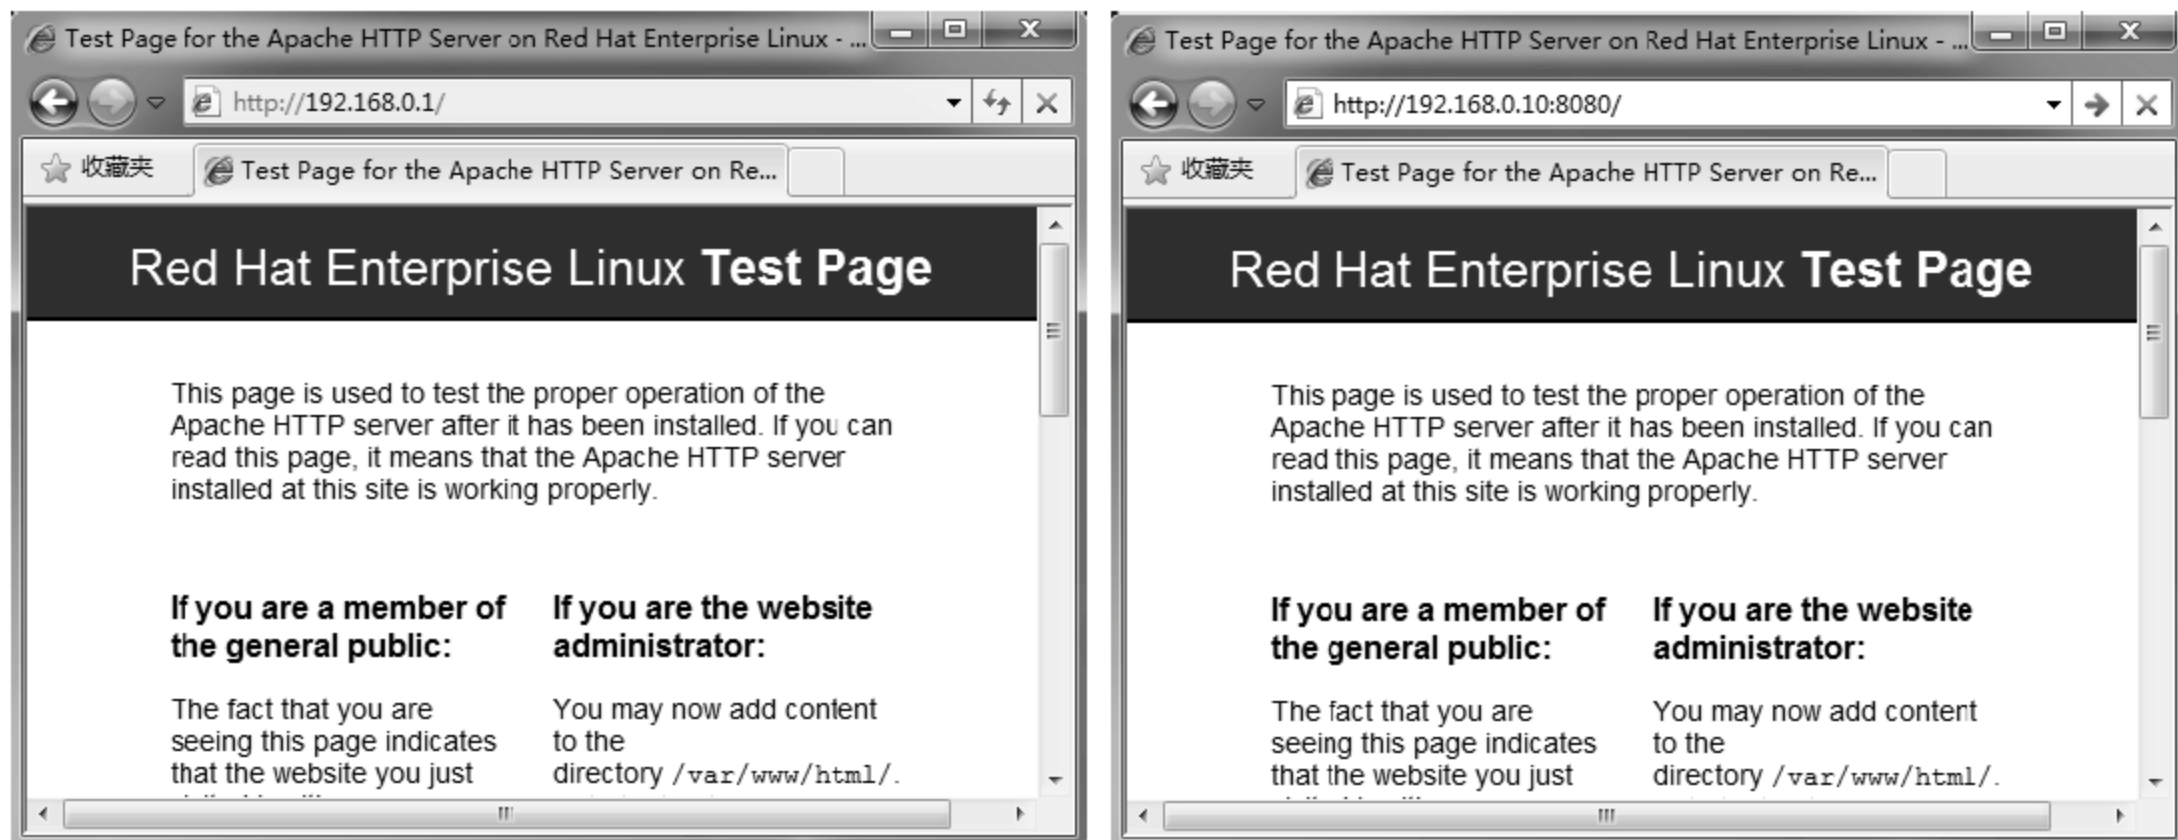 Test Page for the Apache HTTP Server on Red Hat Enterprise Linux - ...
http://192.168.0.1/
收藏夹
Test Page for the Apache HTTP Server on Re...
Red Hat Enterprise Linux Test Page
This page is used to test the proper operation of the
Apache HTTP server after it has been installed. If you can
read this page, it means that the Apache HTTP server
installed at this site is working properly.
If you are a member of
the general public:
The fact that you are
seeing this page indicates
that the website you just
If you are the website
administrator:
You may now add content
to the
directory /var/www/html/.
Test Page for the Apache HTTP Server on Red Hat Enterprise Linux - ...
http://192.168.0.10:8080/
收藏夹
Test Page for the Apache HTTP Server on Re...
Red Hat Enterprise Linux Test Page
This page is used to test the proper operation of the
Apache HTTP server after it has been installed. If you can
read this page, it means that the Apache HTTP server
installed at this site is working properly.
If you are a member of
the general public:
The fact that you are
seeing this page indicates
that the website you just
If you are the website
administrator:
You may now add content
to the
directory /var/www/html/.